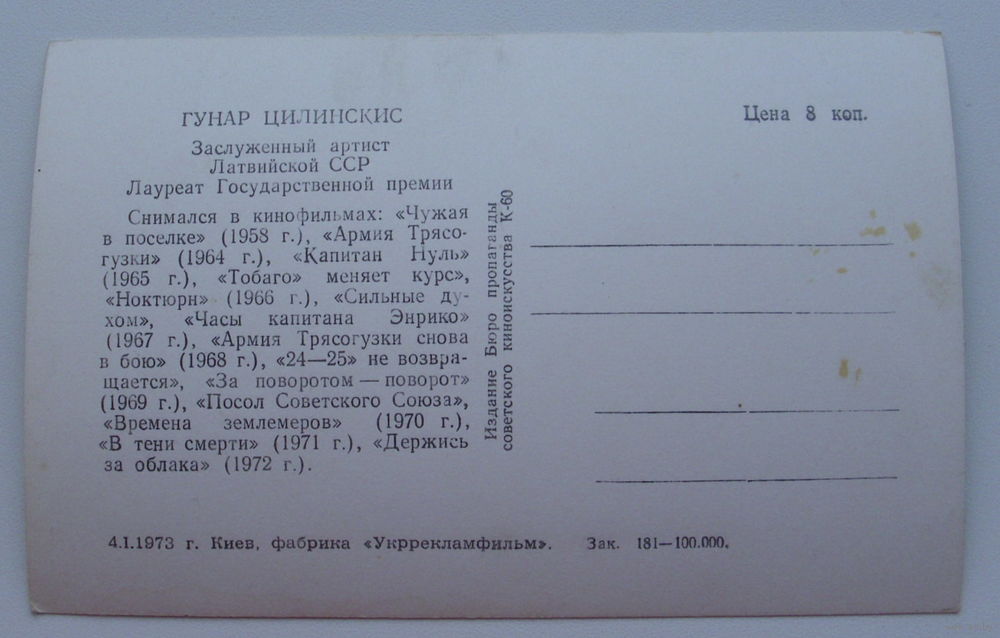 ГУНАР ЦИЛИНСКИС
Заслуженный артист
Латвийской ССР
Лауреат Государственной премии
Снимался в кинофильмах: «Чужая
в поселке» (1958 г.), «Армия Трясо-
гузки» (1964 г.), «Капитан Нуль»
(1965 г.), «Тобаго» меняет курс»,
«Ноктюрн» (1966 г.), «Сильные ду-
хом», «Часы капитана Энрико»
(1967 г.), «Армия Трясогузки снова
в бою» (1968 г.), «24—25» не возвра-
щается», «За поворотом — поворот»
(1969 г.), «Посол Советского Союза»,
«Времена землемеров» (1970 г.),
«В тени смерти» (1971 г.), «Держись
за облака» (1972 г.).
Издание Бюро пропаганды
советского киноискусства К-60
Цена 8 коп.
4.I.1973 г. Киев, фабрика «Укррекламфильм». Зак. 181—100.000.